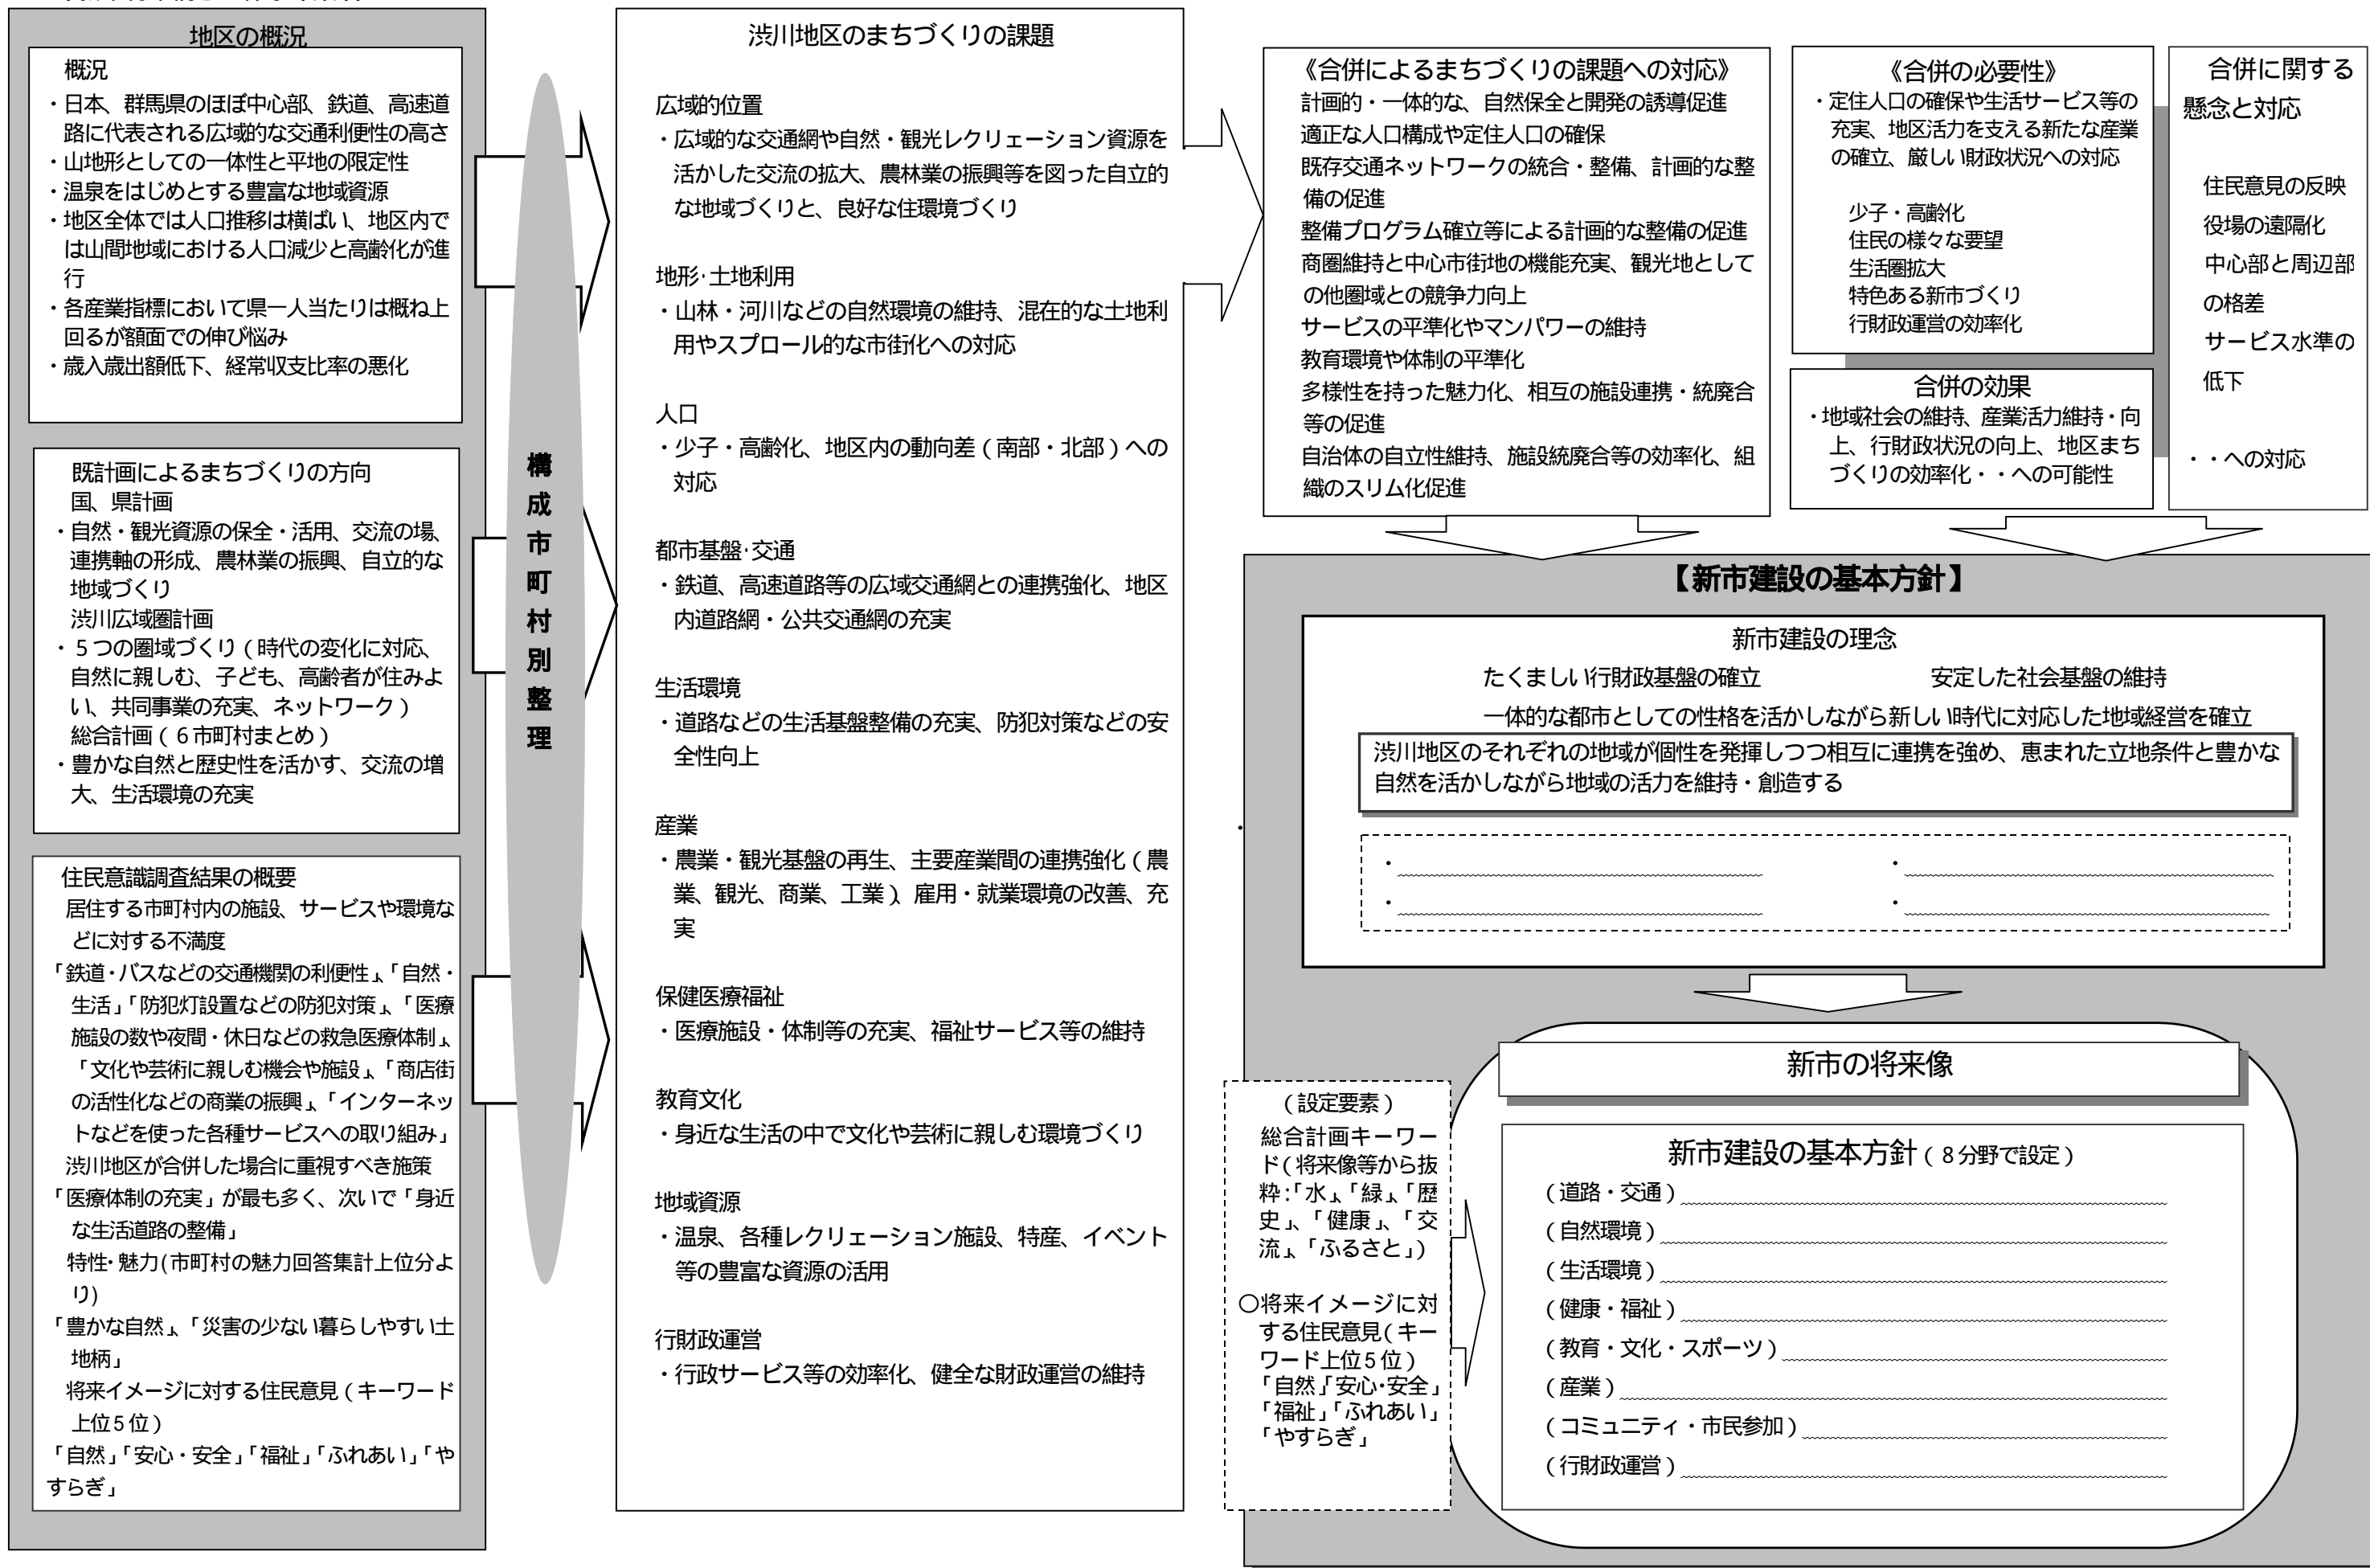 地区の概況
概況
・日本、群馬県のほぼ中心部、鉄道、高速道
路に代表される広域的な交通利便性の高さ
・山地形としての一体性と平地の限定性
・温泉をはじめとする豊富な地域資源
・地区全体では人口推移は横ばい、地区内で
は山間地域における人口減少と高齢化が進
行
・各産業指標において県一人当たりは概ね上
回るが額面での伸び悩み
・歳入歳出額低下、経常収支比率の悪化
既計画によるまちづくりの方向
国、県計画
・自然・観光資源の保全・活用、交流の場、
連携軸の形成、農林業の振興、自立的な
地域づくり
渋川広域圏計画
・５つの圏域づくり（時代の変化に対応、
自然に親しむ、子ども、高齢者が住みよ
い、共同事業の充実、ネットワーク）
総合計画（６市町村まとめ）
・豊かな自然と歴史性を活かす、交流の増
大、生活環境の充実
住民意識調査結果の概要
居住する市町村内の施設、サービスや環境な
どに対する不満度
「鉄道・バスなどの交通機関の利便性」、「自然・
生活」「防犯灯設置などの防犯対策」、「医療
施設の数や夜間・休日などの救急医療体制」、
「文化や芸術に親しむ機会や施設」、「商店街
の活性化などの商業の振興」、「インターネッ
トなどを使った各種サービスへの取り組み」
渋川地区が合併した場合に重視すべき施策
「医療体制の充実」が最も多く、次いで「身近
な生活道路の整備」
特性・魅力(市町村の魅力回答集計上位分よ
り)
「豊かな自然」、「災害の少ない暮らしやすい土
地柄」
将来イメージに対する住民意見（キーワード
上位５位）
「自然」「安心・安全」「福祉」「ふれあい」「や
すらぎ」
構
成
市
町
村
別
整
理
渋川地区のまちづくりの課題
広域的位置
・広域的な交通網や自然・観光レクリェーション資源を
活かした交流の拡大、農林業の振興等を図った自立的
な地域づくりと、良好な住環境づくり
地形・土地利用
・山林・河川などの自然環境の維持、混在的な土地利
用やスプロール的な市街化への対応
人口
・少子・高齢化、地区内の動向差（南部・北部）への
対応
都市基盤・交通
・鉄道、高速道路等の広域交通網との連携強化、地区
内道路網・公共交通網の充実
生活環境
・道路などの生活基盤整備の充実、防犯対策などの安
全性向上
産業
・農業・観光基盤の再生、主要産業間の連携強化（農
業、観光、商業、工業）、雇用・就業環境の改善、充
実
保健医療福祉
・医療施設・体制等の充実、福祉サービス等の維持
教育文化
・身近な生活の中で文化や芸術に親しむ環境づくり
地域資源
・温泉、各種レクリェーション施設、特産、イベント
等の豊富な資源の活用
行財政運営
・行政サービス等の効率化、健全な財政運営の維持
《合併によるまちづくりの課題への対応》
計画的・一体的な、自然保全と開発の誘導促進
適正な人口構成や定住人口の確保
既存交通ネットワークの統合・整備、計画的な整
備の促進
整備プログラム確立等による計画的な整備の促進
商圏維持と中心市街地の機能充実、観光地として
の他圏域との競争力向上
サービスの平準化やマンパワーの維持
教育環境や体制の平準化
多様性を持った魅力化、相互の施設連携・統廃合
等の促進
自治体の自立性維持、施設統廃合等の効率化、組
織のスリム化促進
《合併の必要性》
・定住人口の確保や生活サービス等の
充実、地区活力を支える新たな産業
の確立、厳しい財政状況への対応
少子・高齢化
住民の様々な要望
生活圏拡大
特色ある新市づくり
行財政運営の効率化
合併の効果
・地域社会の維持、産業活力維持・向
上、行財政状況の向上、地区まち
づくりの効率化・・への可能性
合併に関する
懸念と対応
住民意見の反映
役場の遠隔化
中心部と周辺部
の格差
サービス水準の
低下
・・への対応
【新市建設の基本方針】
新市建設の理念
たくましい行財政基盤の確立　安定した社会基盤の維持
一体的な都市としての性格を活かしながら新しい時代に対応した地域経営を確立
渋川地区のそれぞれの地域が個性を発揮しつつ相互に連携を強め、恵まれた立地条件と豊かな
自然を活かしながら地域の活力を維持・創造する
・　・
・　・
新市の将来像
（設定要素）
総合計画キーワー
ド（将来像等から抜
粋：「水」、「緑」、「歴
史」、「健康」、「交
流」、「ふるさと」）
○将来イメージに対
する住民意見（キー
ワード上位５位）
「自然」「安心・安全」
「福祉」「ふれあい」
「やすらぎ」
新市建設の基本方針（８分野で設定）
（道路・交通）
（自然環境）
（生活環境）
（健康・福祉）
（教育・文化・スポーツ）
（産業）
（コミュニティ・市民参加）
（行財政運営）